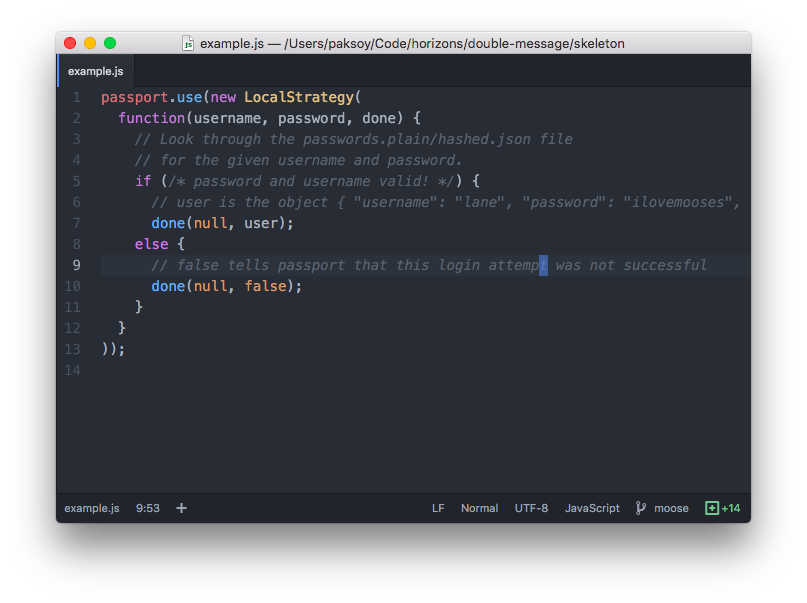 example.js — /Users/paksoy/Code/horizons/double-message/skeleton
example.js
1 passport.use(new LocalStrategy(
2   function(username, password, done) {
3     // Look through the passwords.plain/hashed.json file
4     // for the given username and password.
5     if (/* password and username valid! */) {
6       // user is the object { "username": "lane", "password": "ilovemooses",
7       done(null, user);
8     else {
9       // false tells passport that this login attempt was not successful
10       done(null, false);
11     }
12   }
13 ));
14
example.js 9:53 + LF Normal UTF-8 JavaScript moose +14